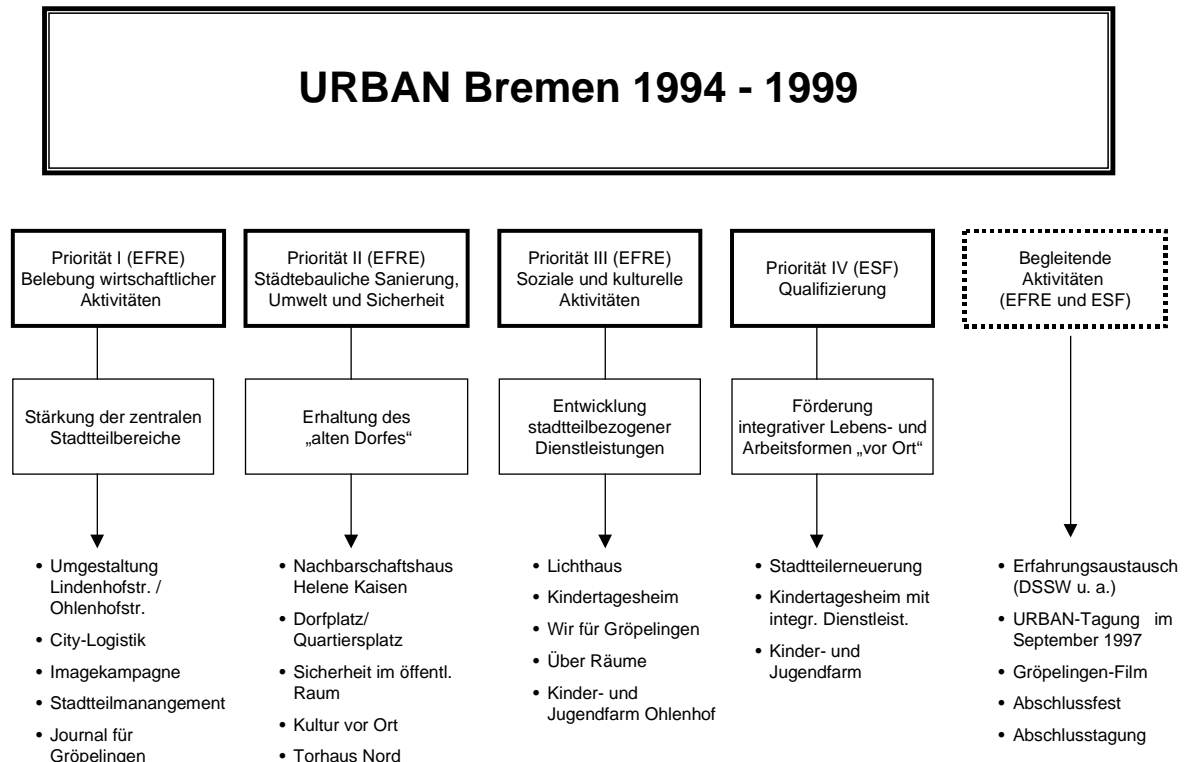 URBAN Bremen 1994 - 1999
Priorität I (EFRE)
Belebung wirtschaftlicher
Aktivitäten
Stärkung der zentralen
Stadtteilbereiche
• Umgestaltung
Lindenhofstr. /
Ohlenhofstr.
• City-Logistik
• Imagekampagne
• Stadtteilmanangement
• Journal für
Gröpelingen
Priorität II (EFRE)
Städtebauliche Sanierung,
Umwelt und Sicherheit
Erhaltung des
„alten Dorfes“
• Nachbarschaftshaus
Helene Kaisen
• Dorfplatz/
Quartiersplatz
• Sicherheit im öffentl.
Raum
• Kultur vor Ort
• Torhaus Nord
Priorität III (EFRE)
Soziale und kulturelle
Aktivitäten
Entwicklung
stadtteilbezogener
Dienstleistungen
• Lichthaus
• Kindertagesheim
• Wir für Gröpelingen
• Über Räume
• Kinder- und
Jugendfarm Ohlenhof
Priorität IV (ESF)
Qualifizierung
Förderung
integrativer Lebens- und
Arbeitsformen „vor Ort“
• Stadtteilerneuerung
• Kindertagesheim mit
integr. Dienstleist.
• Kinder- und
Jugendfarm
Begleitende
Aktivitäten
(EFRE und ESF)
• Erfahrungsaustausch
(DSSW u. a.)
• URBAN-Tagung im
September 1997
• Gröpelingen-Film
• Abschlussfest
• Abschlusstagung